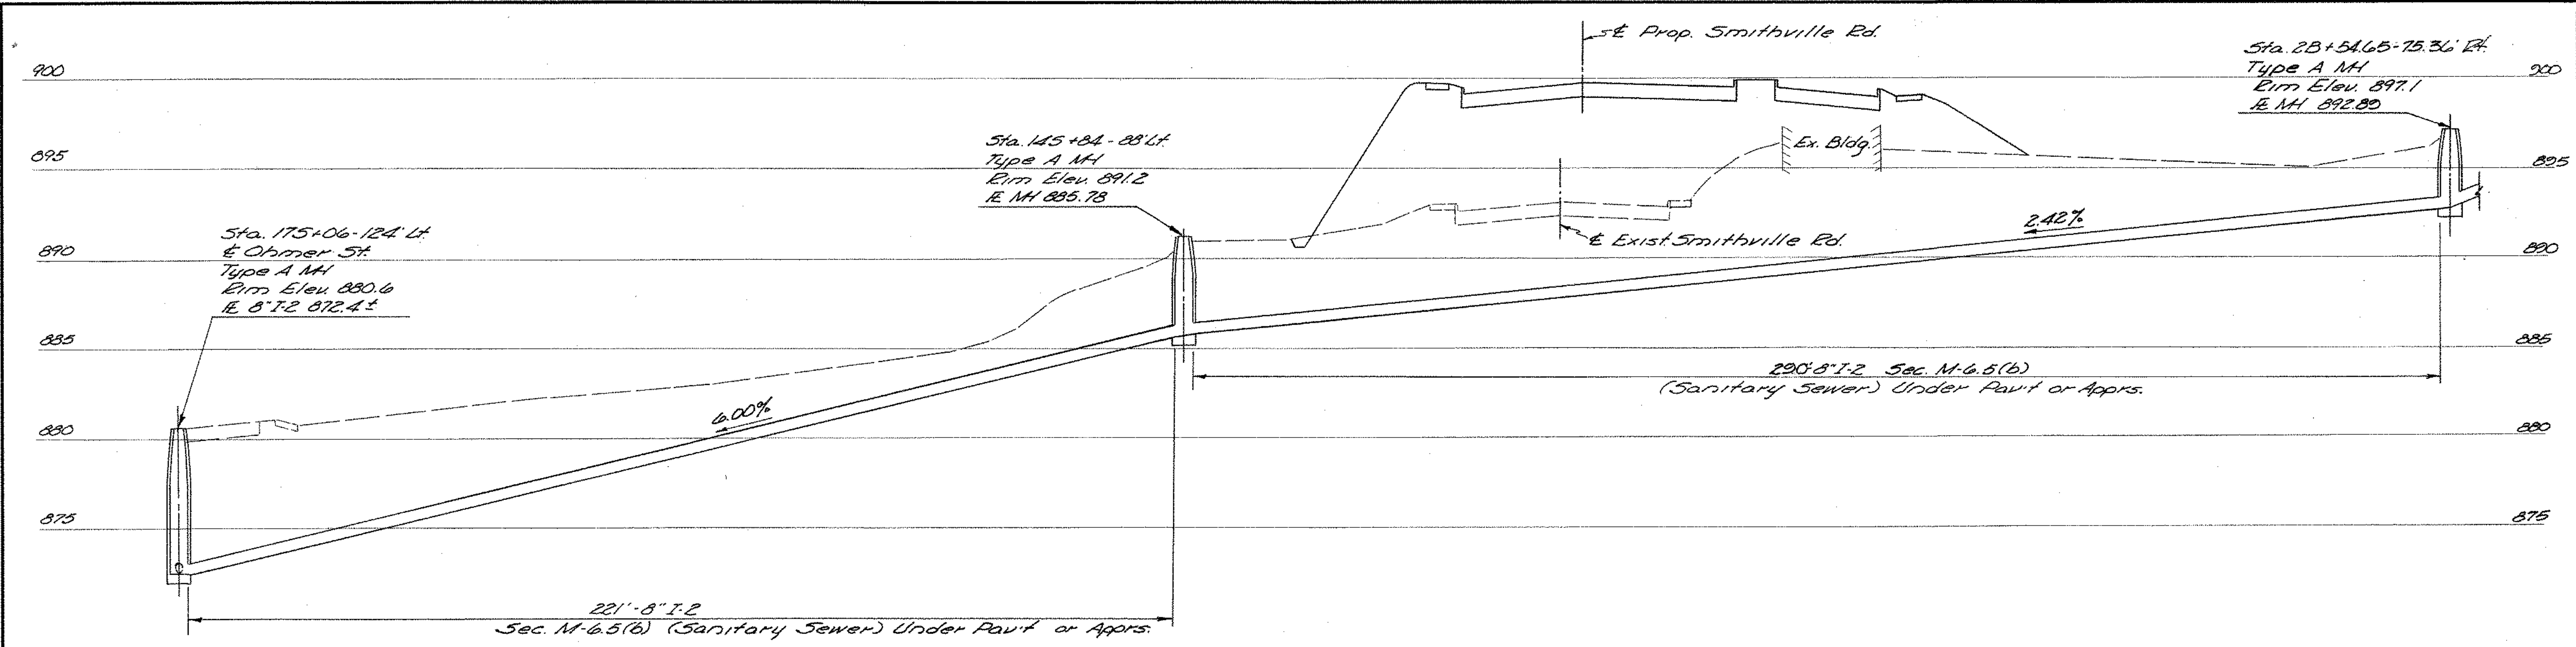 ℄ Prop. Smithville Rd.
Sta. 28+54.65-75.36' Rt.
Type A MH
Rim Elev. 897.1
℄ MH 892.80
900
900
Sta. 145+84-88' Lt.
Type A MH
Rim Elev. 891.2
℄ MH 885.78
Ex. Bldg.
895
895
Sta. 175+06-124' Lt.
℄ Ohmer St.
Type A MH
Rim Elev. 880.6
℄ 8" I-2 872.4±
℄ Exist. Smithville Rd.
2.42%
890
890
885
885
290'-8" I-2 Sec. M-6.5(b)
(Sanitary Sewer) Under Pav't or Apprs.
6.00%
880
880
875
875
221'-8" I-2
Sec. M-6.5(b) (Sanitary Sewer) Under Pav't or Apprs.